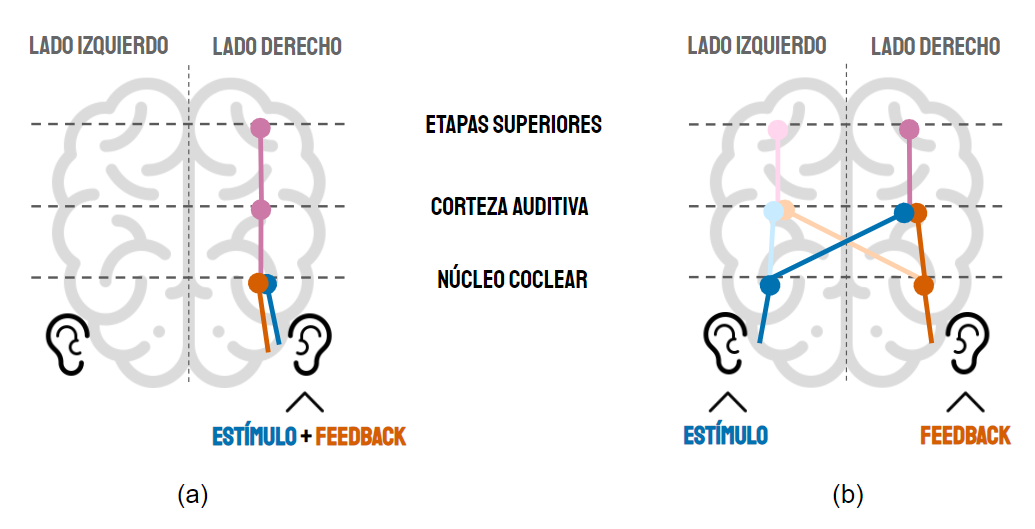 LADO IZQUIERDO LADO DERECHO
LADO IZQUIERDO LADO DERECHO
ETAPAS SUPERIORES
CORTEZA AUDITIVA
NÚCLEO COCLEAR
ESTÍMULO + FEEDBACK
ESTÍMULO
FEEDBACK
(a)
(b)